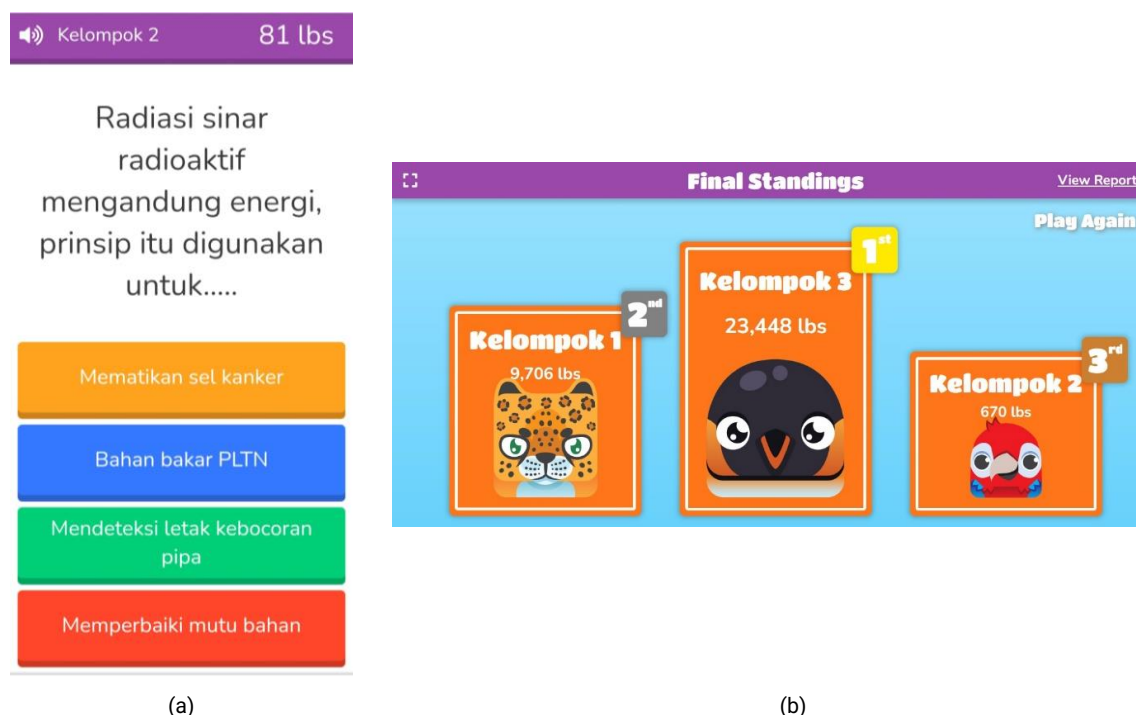 Kelompok 2
81 lbs
Radiasi sinar
radioaktif
mengandung energi,
prinsip itu digunakan
untuk.....
Mematikan sel kanker
Bahan bakar PLTN
Mendeteksi letak kebocoran
pipa
Memperbaiki mutu bahan
(a)
Final Standings
View Report
Play Again
1st
Kelompok 3
23,448 lbs
2nd
Kelompok 1
9,706 lbs
3rd
Kelompok 2
670 lbs
(b)